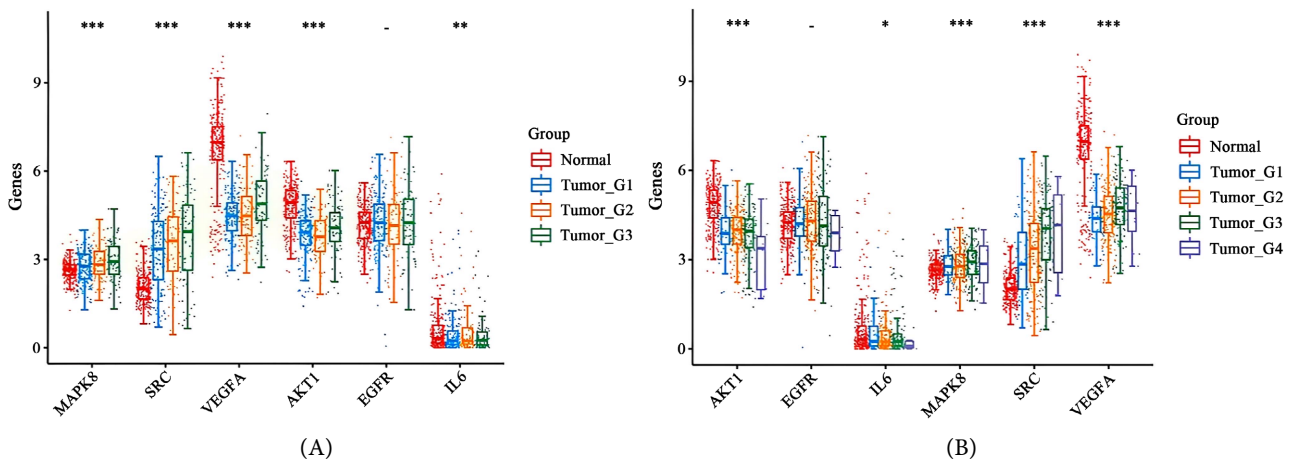 *** *** *** *** - **
Genes
9
6
3
0
MAPK8 SRC VEGFA AKT1 EGFR IL6
Group
Normal
Tumor_G1
Tumor_G2
Tumor_G3
(A)
*** - * *** *** ***
Genes
9
6
3
0
AKT1 EGFR IL6 MAPK8 SRC VEGFA
Group
Normal
Tumor_G1
Tumor_G2
Tumor_G3
Tumor_G4
(B)